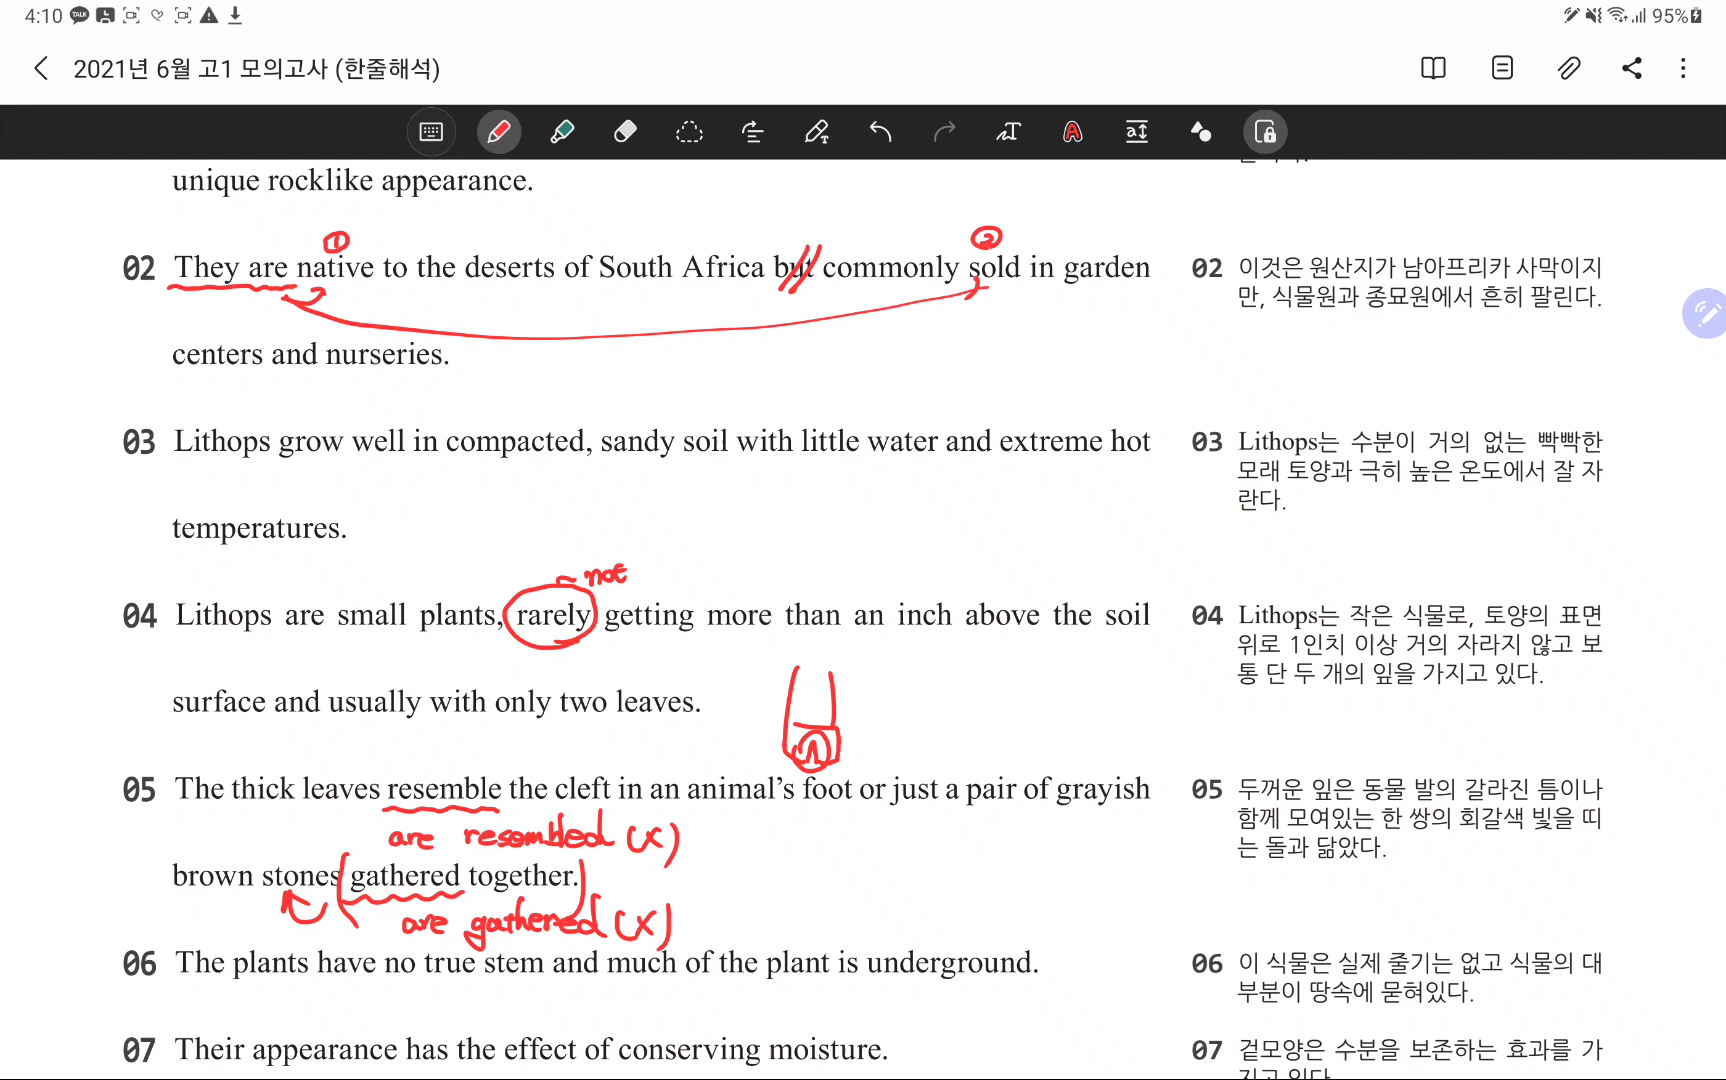 4:10 TALK 95%
2021년 6월 고1 모의고사 (한줄해석)
unique rocklike appearance.
① ②
02 They are native to the deserts of South Africa but commonly sold in garden
centers and nurseries.
02 이것은 원산지가 남아프리카 사막이지
만, 식물원과 종묘원에서 흔히 팔린다.
03 Lithops grow well in compacted, sandy soil with little water and extreme hot
temperatures.
03 Lithops는 수분이 거의 없는 빡빡한
모래 토양과 극히 높은 온도에서 잘 자
란다.
~ not
04 Lithops are small plants, rarely getting more than an inch above the soil
surface and usually with only two leaves.
04 Lithops는 작은 식물로, 토양의 표면
위로 1인치 이상 거의 자라지 않고 보
통 단 두 개의 잎을 가지고 있다.
05 The thick leaves resemble the cleft in an animal's foot or just a pair of grayish
are resembled (X)
brown stones (gathered together.)
are gathered (X)
05 두꺼운 잎은 동물 발의 갈라진 틈이나
함께 모여있는 한 쌍의 회갈색 빛을 띠
는 돌과 닮았다.
06 The plants have no true stem and much of the plant is underground.
06 이 식물은 실제 줄기는 없고 식물의 대
부분이 땅속에 묻혀있다.
07 Their appearance has the effect of conserving moisture.
07 겉모양은 수분을 보존하는 효과를 가
지고 있다